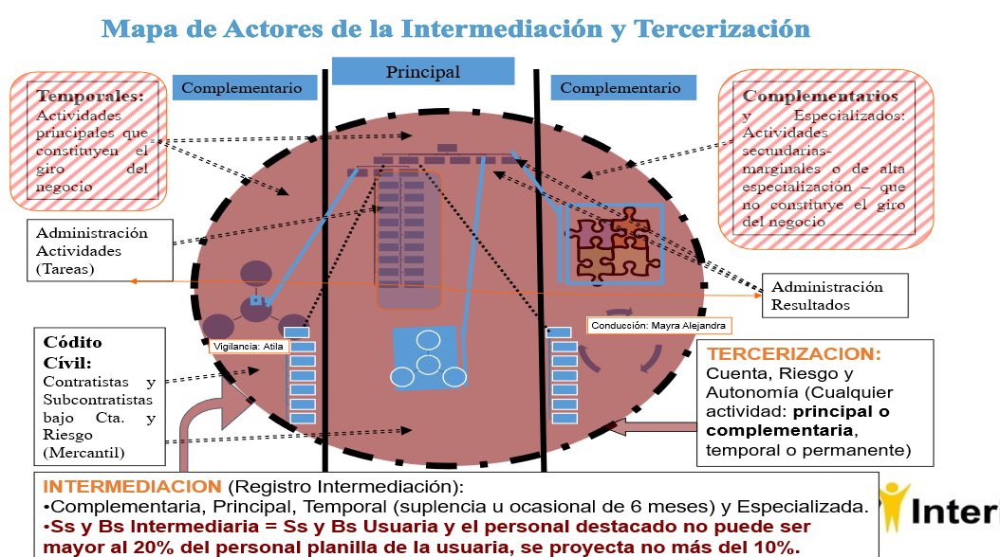 Mapa de Actores de la Intermediación y Tercerización
Principal
Complementario
Complementario
Temporales:
Actividades
principales que
constituyen el
giro del
negocio
Complementarios
y Especializados:
Actividades
secundarias-
marginales o de alta
especialización – que
no constituye el giro
del negocio
Administración
Actividades
(Tareas)
Administración
Resultados
Conducción: Mayra Alejandra
Vigilancia: Atila
Códito
Cívil:
Contratistas y
Subcontratistas
bajo Cta. y
Riesgo
(Mercantil)
TERCERIZACION:
Cuenta, Riesgo y
Autonomía (Cualquier
actividad: principal o
complementaria,
temporal o permanente)
INTERMEDIACION (Registro Intermediación):
•Complementaria, Principal, Temporal (suplencia u ocasional de 6 meses) y Especializada.
•Ss y Bs Intermediaria = Ss y Bs Usuaria y el personal destacado no puede ser
mayor al 20% del personal planilla de la usuaria, se proyecta no más del 10%.